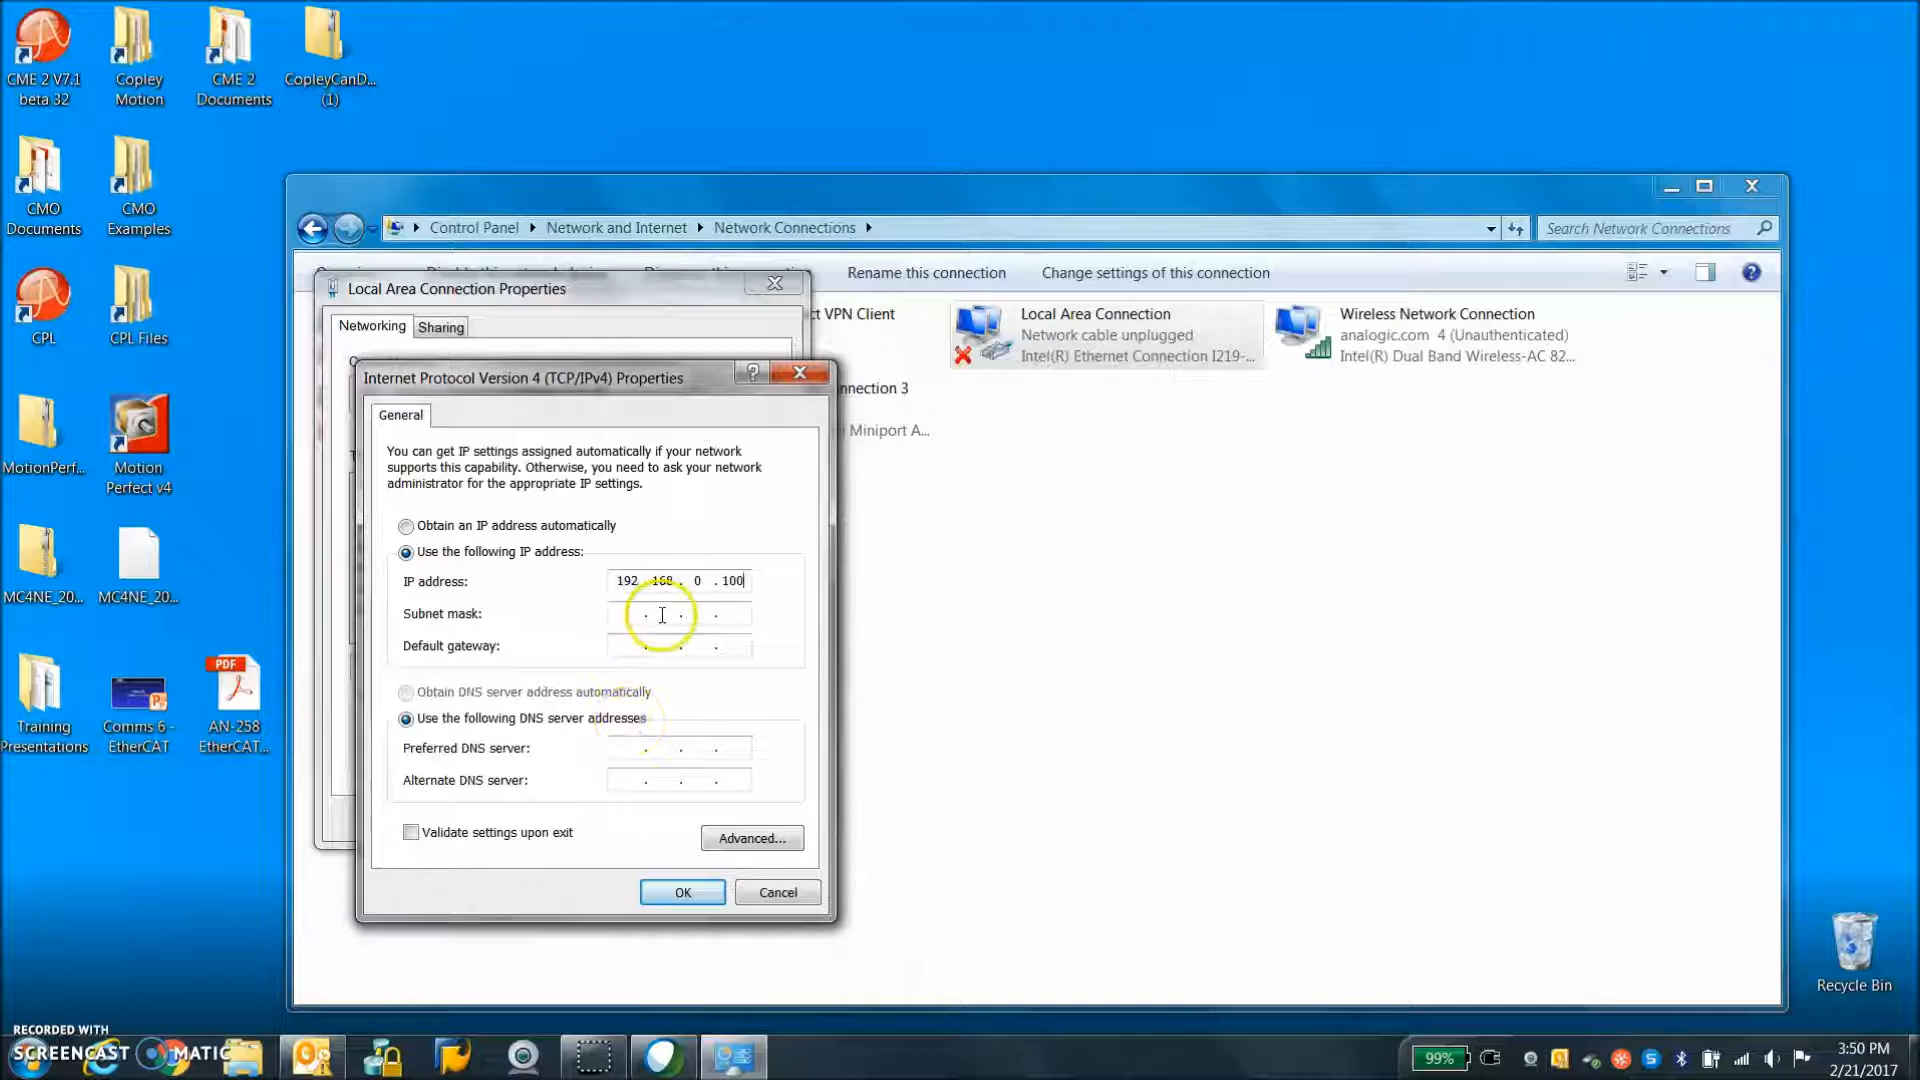 CME 2 V7.1
beta 32
Copley
Motion
CME 2
Documents
CopleyCanD...
(1)
CMO
Documents
CMO
Examples
CPL
CPL Files
MotionPerf...
Motion
Perfect v4
MC4NE_20...
MC4NE_20...
Training
Presentations
Comms 6 -
EtherCAT
PDF
AN-258
EtherCAT...
Control Panel
Network and Internet
Network Connections
Search Network Connections
Rename this connection
Change settings of this connection
Local Area Connection Properties
Networking
Sharing
ct VPN Client
Local Area Connection
Network cable unplugged
Intel(R) Ethernet Connection I219-...
Wireless Network Connection
analogic.com 4 (Unauthenticated)
Intel(R) Dual Band Wireless-AC 82...
nnection 3
Miniport A...
Internet Protocol Version 4 (TCP/IPv4) Properties
General
You can get IP settings assigned automatically if your network
supports this capability. Otherwise, you need to ask your network
administrator for the appropriate IP settings.
Obtain an IP address automatically
Use the following IP address:
IP address:
192 . 168 . 0 . 100
Subnet mask:
. . .
Default gateway:
. . .
Obtain DNS server address automatically
Use the following DNS server addresses
Preferred DNS server:
. . .
Alternate DNS server:
. . .
Validate settings upon exit
Advanced...
OK
Cancel
Recycle Bin
RECORDED WITH
SCREENCAST MATIC
99%
3:50 PM
2/21/2017